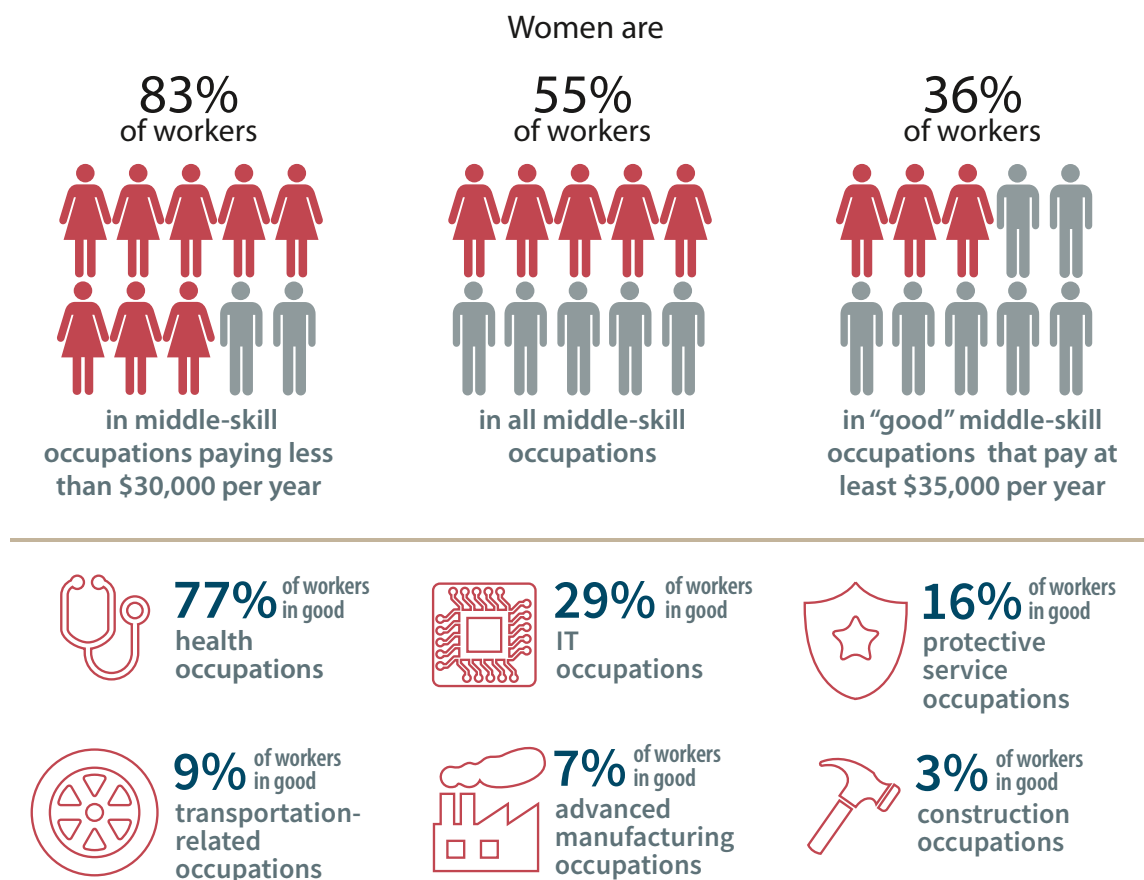 Women are
83%
of workers
in middle-skill
occupations paying less
than $30,000 per year
55%
of workers
in all middle-skill
occupations
36%
of workers
in “good” middle-skill
occupations that pay at
least $35,000 per year
77% of workers
in good
health
occupations
29% of workers
in good
IT
occupations
16% of workers
in good
protective
service
occupations
9% of workers
in good
transportation-
related
occupations
7% of workers
in good
advanced
manufacturing
occupations
3% of workers
in good
construction
occupations